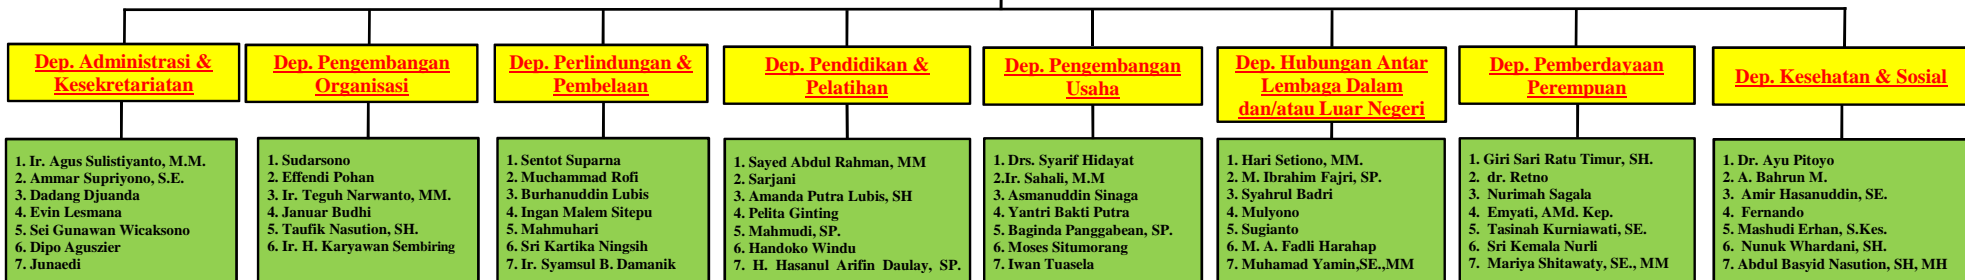 Dep. Administrasi &
Kesekretariatan
1. Ir. Agus Sulistiyanto, M.M.
2. Ammar Supriyono, S.E.
3. Dadang Djuanda
4. Evin Lesmana
5. Sei Gunawan Wicaksono
6. Dipo Aguszier
7. Junaedi
Dep. Pengembangan
Organisasi
1. Sudarsono
2. Effendi Pohan
3. Ir. Teguh Narwanto, MM.
4. Januar Budhi
5. Taufik Nasution, SH.
6. Ir. H. Karyawan Sembiring
Dep. Perlindungan &
Pembelaan
1. Sentot Suparna
2. Muchammad Rofi
3. Burhanuddin Lubis
4. Ingan Malem Sitepu
5. Mahmuhari
6. Sri Kartika Ningsih
7. Ir. Syamsul B. Damanik
Dep. Pendidikan &
Pelatihan
1. Sayed Abdul Rahman, MM
2. Sarjani
3. Amanda Putra Lubis, SH
4. Pelita Ginting
5. Mahmudi, SP.
6. Handoko Windu
7. H. Hasanul Arifin Daulay, SP.
Dep. Pengembangan
Usaha
1. Drs. Syarif Hidayat
2.Ir. Sahali, M.M
3. Asmanuddin Sinaga
4. Yantri Bakti Putra
5. Baginda Panggabean, SP.
6. Moses Situmorang
7. Iwan Tuasela
Dep. Hubungan Antar
Lembaga Dalam
dan/atau Luar Negeri
1. Hari Setiono, MM.
2. M. Ibrahim Fajri, SP.
3. Syahrul Badri
4. Mulyono
5. Sugianto
6. M. A. Fadli Harahap
7. Muhamad Yamin,SE.,MM
Dep. Pemberdayaan
Perempuan
1. Giri Sari Ratu Timur, SH.
2. dr. Retno
3. Nurimah Sagala
4. Emyati, AMd. Kep.
5. Tasinah Kurniawati, SE.
6. Sri Kemala Nurli
7. Mariya Shitawaty, SE., MM
Dep. Kesehatan & Sosial
1. Dr. Ayu Pitoyo
2. A. Bahrun M.
3. Amir Hasanuddin, SE.
4. Fernando
5. Mashudi Erhan, S.Kes.
6. Nunuk Whardani, SH.
7. Abdul Basyid Nasution, SH, MH